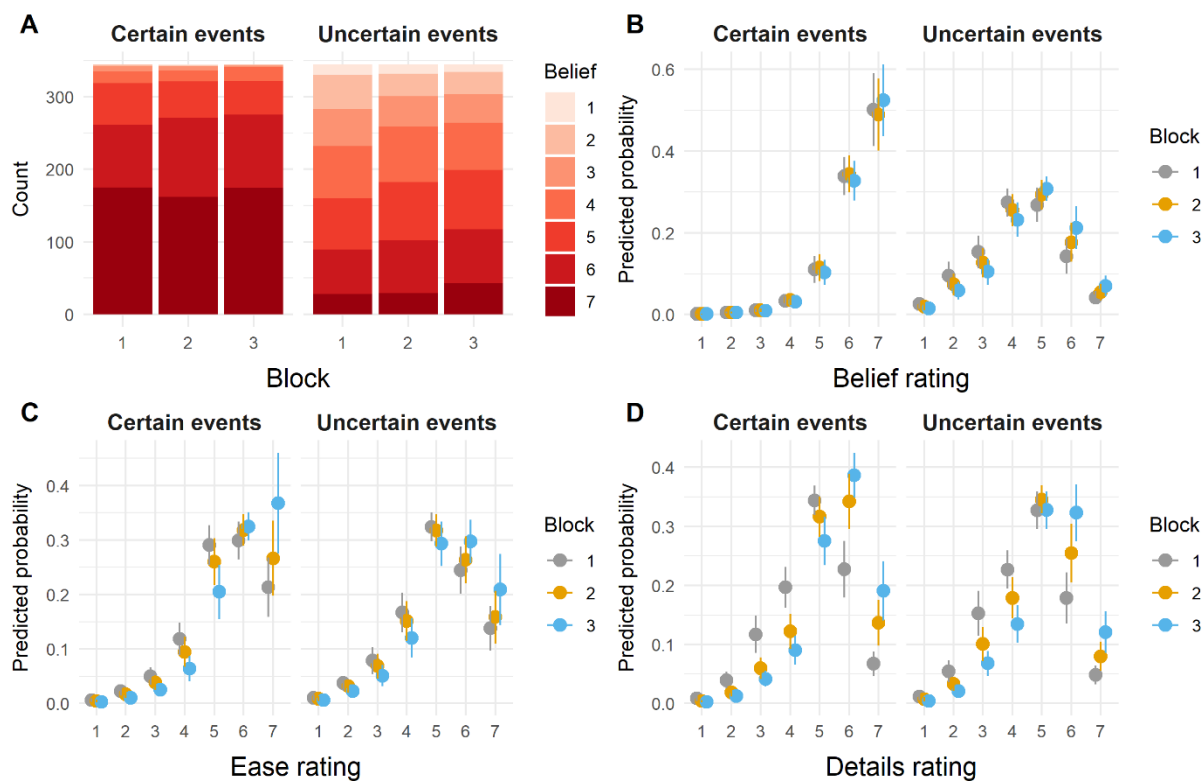 A
Certain events Uncertain events
300
200
100
0
Count
1 2 3 1 2 3
Block
Belief
1
2
3
4
5
6
7
B
Certain events Uncertain events
0.6
0.4
0.2
0.0
Predicted probability
1 2 3 4 5 6 7 1 2 3 4 5 6 7
Belief rating
Block
1
2
3
C
Certain events Uncertain events
0.4
0.3
0.2
0.1
0.0
Predicted probability
1 2 3 4 5 6 7 1 2 3 4 5 6 7
Ease rating
Block
1
2
3
D
Certain events Uncertain events
0.4
0.3
0.2
0.1
0.0
Predicted probability
1 2 3 4 5 6 7 1 2 3 4 5 6 7
Details rating
Block
1
2
3